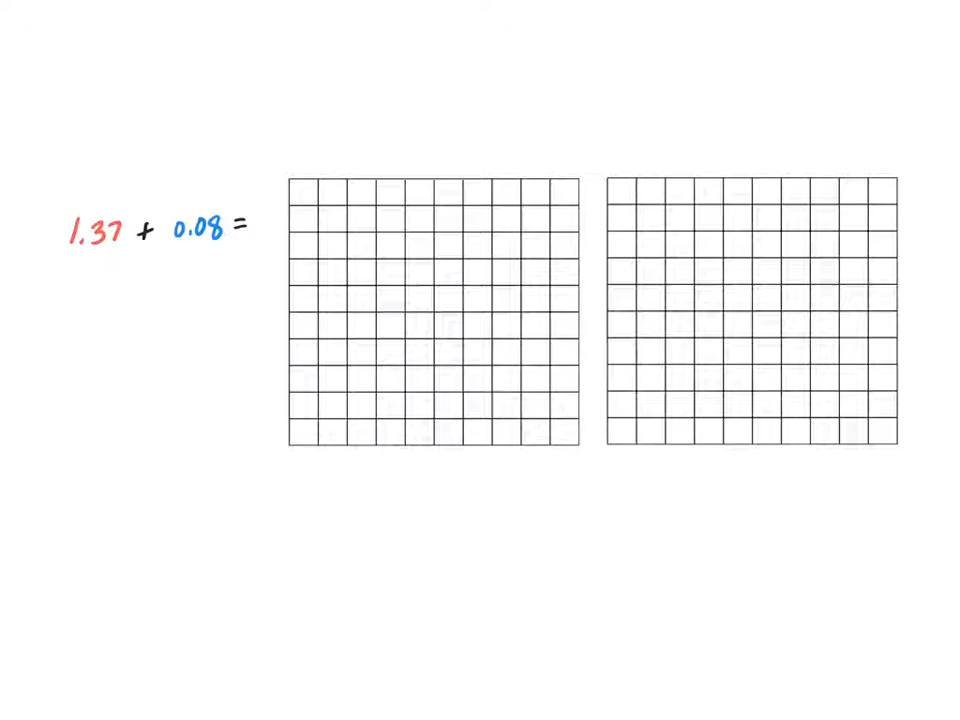 1.37 + 0.08 =